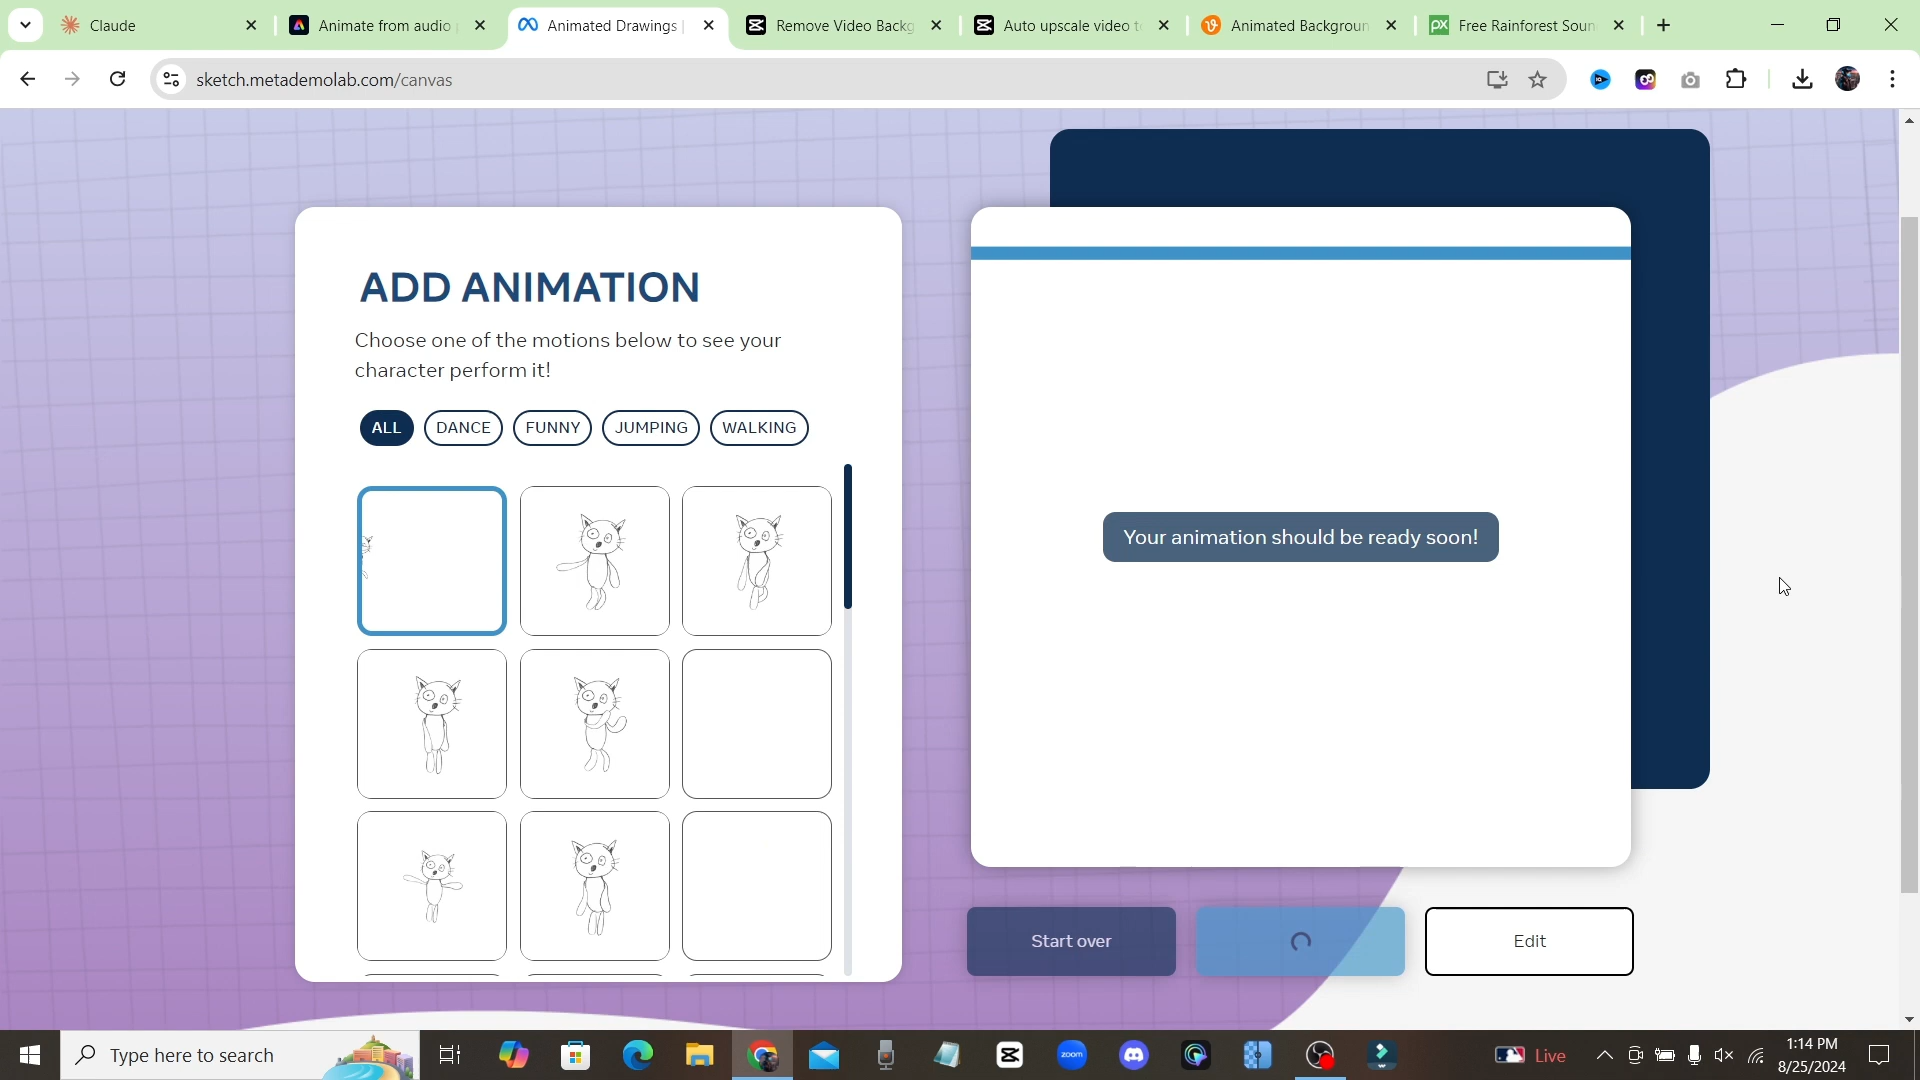 Claude
Animate from audio
Animated Drawings |
Remove Video Backg
Auto upscale video t
Animated Backgroun
Free Rainforest Soun
sketch.metademolab.com/canvas
ADD ANIMATION
Choose one of the motions below to see your
character perform it!
ALL
DANCE
FUNNY
JUMPING
WALKING
Your animation should be ready soon!
Start over
Edit
Type here to search
zoom
Live
1:14 PM
8/25/2024